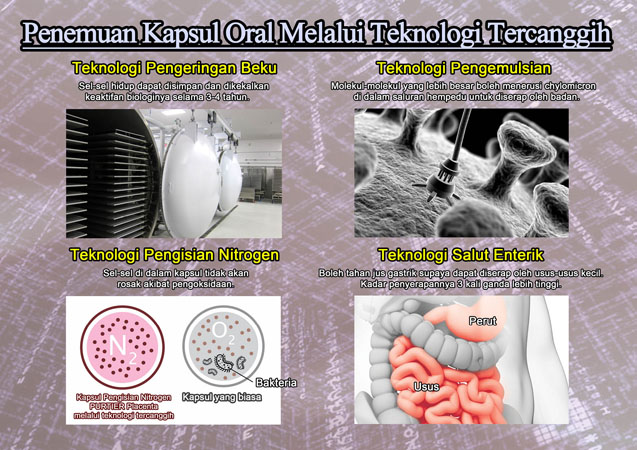 Penemuan Kapsul Oral Melalui Teknologi Tercanggih
Teknologi Pengeringan Beku
Sel-sel hidup dapat disimpan dan dikekalkan
keaktifan biologinya selama 3-4 tahun.
Teknologi Pengemulsian
Molekul-molekul yang lebih besar boleh menerusi chylomicron
di dalam saluran hempedu untuk diserap oleh badan.
Teknologi Pengisian Nitrogen
Sel-sel di dalam kapsul tidak akan
rosak akibat pengoksidaan.
N2
Kapsul Pengisian Nitrogen
PURTIER Placenta
melalui teknologi tercanggih
O2
Bakteria
Kapsul yang biasa
Teknologi Salut Enterik
Boleh tahan jus gastrik supaya dapat diserap oleh usus-usus kecil.
Kadar penyerapannya 3 kali ganda lebih tinggi.
Perut
Usus